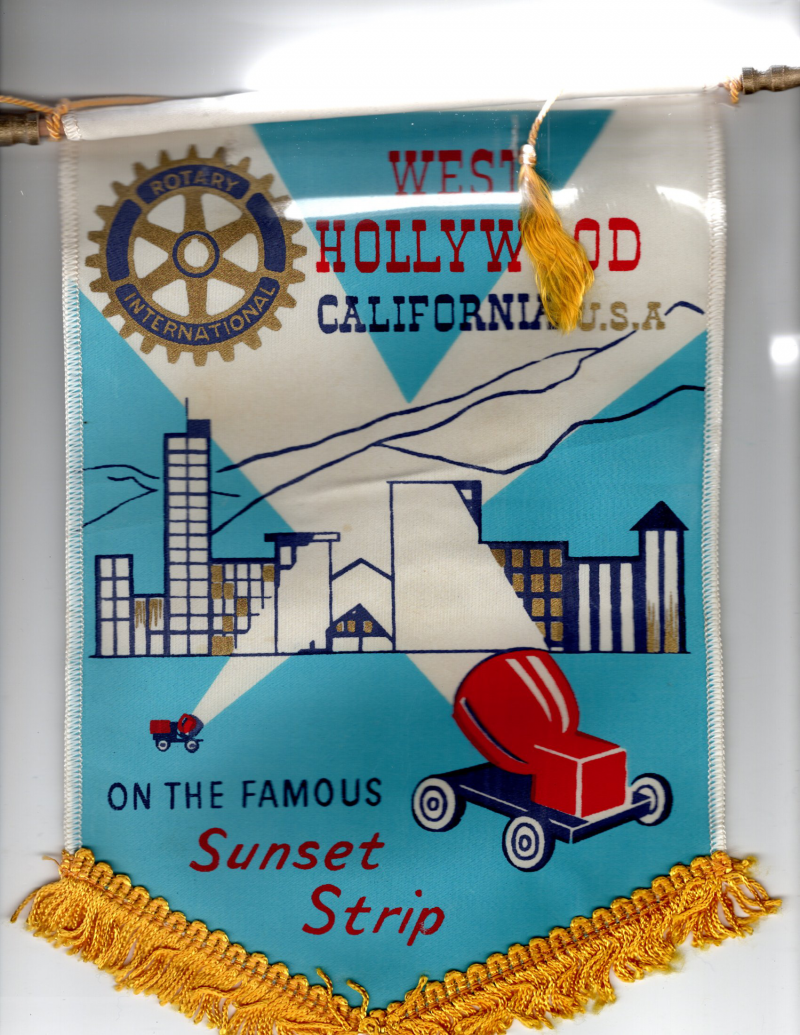 ROTARY
INTERNATIONAL
WEST
HOLLYWOOD
CALIFORNIA U.S.A
ON THE FAMOUS
Sunset
Strip